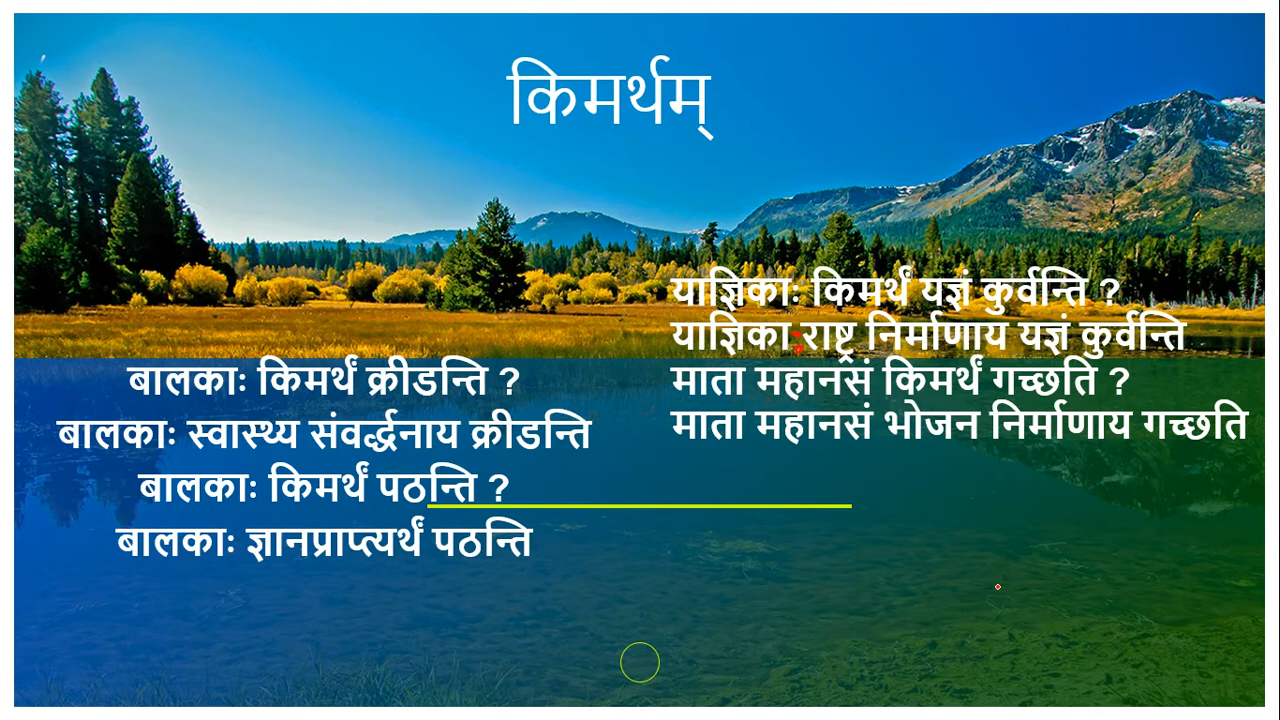 किमर्थम्
बालकाः किमर्थं क्रीडन्ति ?
बालकाः स्वास्थ्य संवर्द्धनाय क्रीडन्ति
बालकाः किमर्थं पठन्ति ?
बालकाः ज्ञानप्राप्त्यर्थं पठन्ति
याज्ञिकाः किमर्थं यज्ञं कुर्वन्ति ?
याज्ञिकाःराष्ट्र निर्माणाय यज्ञं कुर्वन्ति
माता महानसं किमर्थं गच्छति ?
माता महानसं भोजन निर्माणाय गच्छति